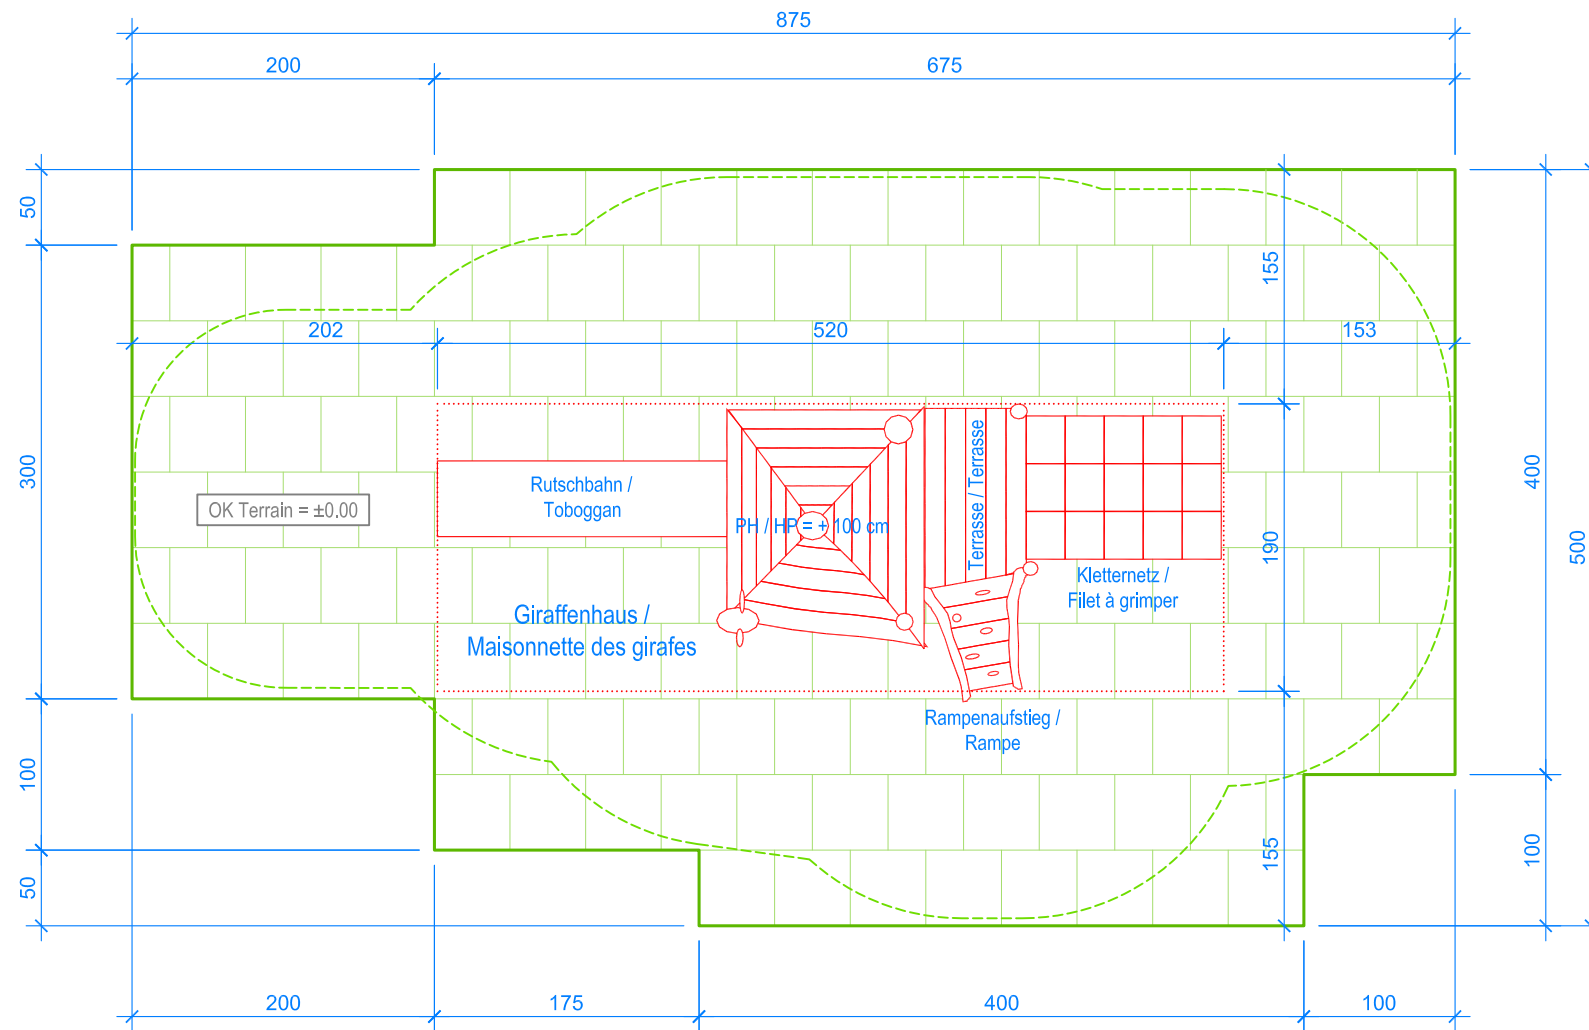 875
200
675
50
155
202
520
153
300
400
500
Rutschbahn /
Toboggan
OK Terrain = ±0.00
PH / HP = + 100 cm
Terrasse / Terrasse
190
Kletternetz /
Filet à grimper
Giraffenhaus /
Maisonnette des girafes
Rampenaufstieg /
Rampe
100
155
100
50
200
175
400
100